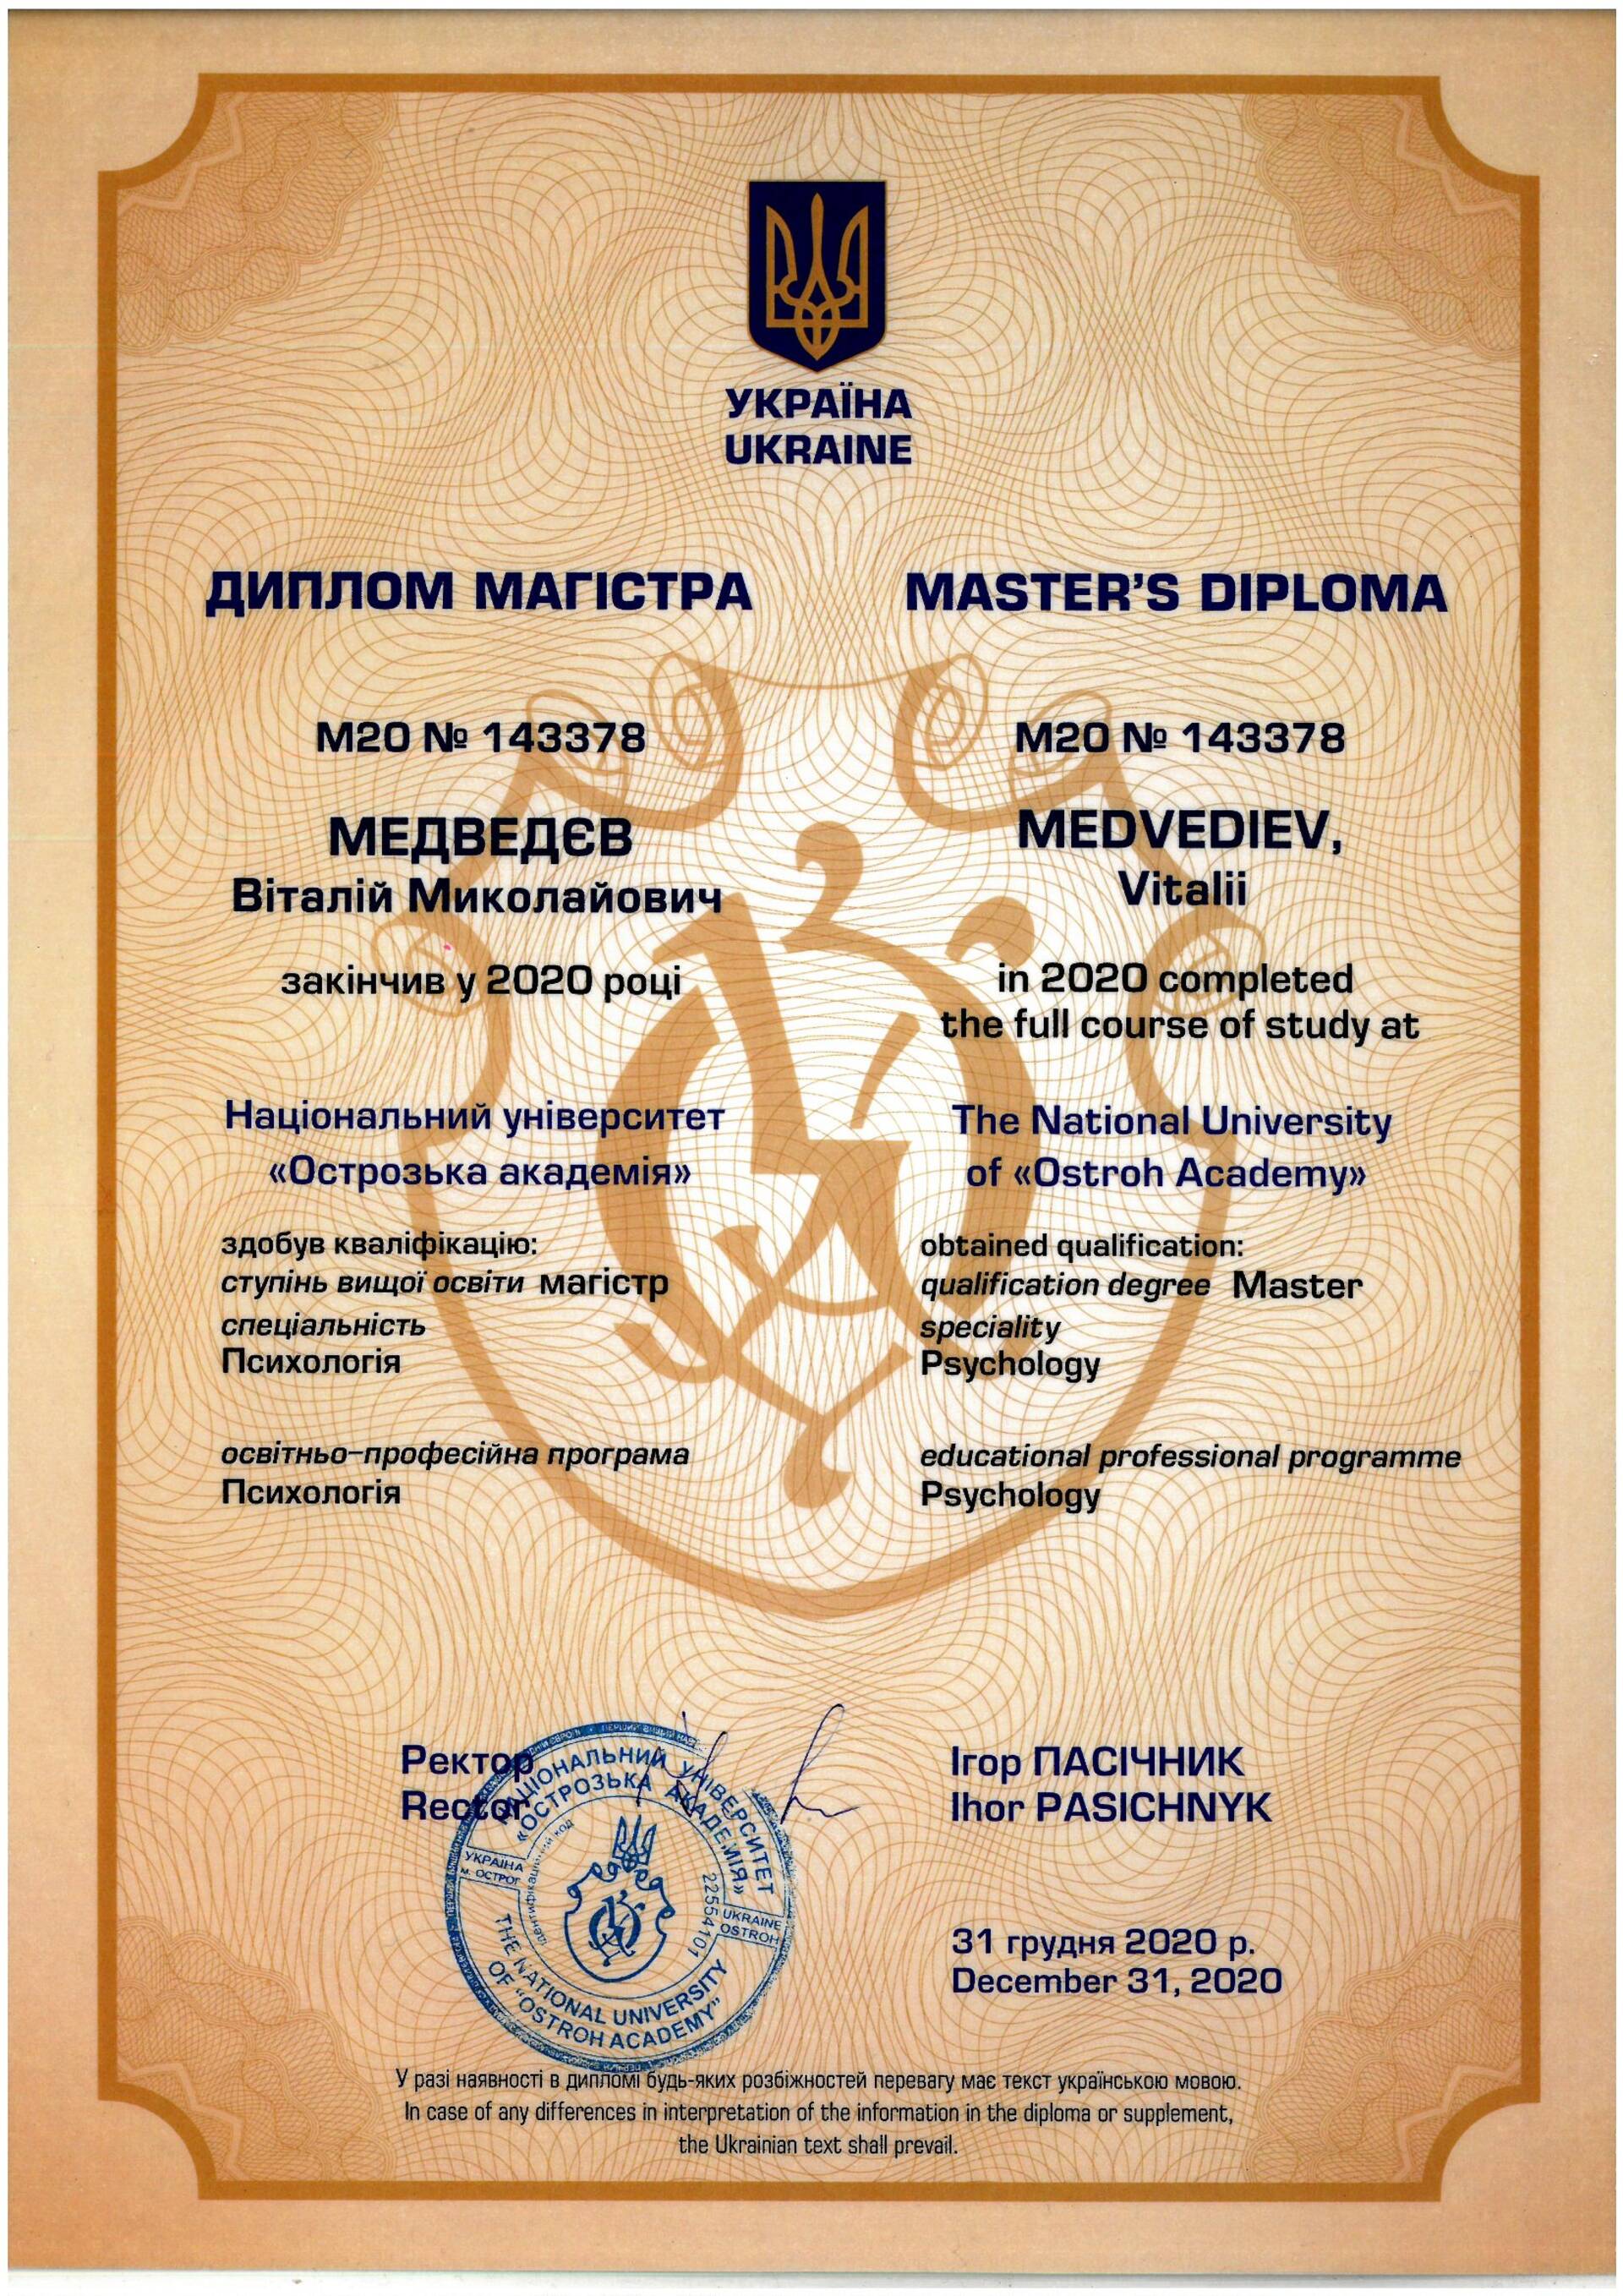 УКРАЇНА
UKRAINE
ДИПЛОМ МАГІСТРА
М20 № 143378
МЕДВЕДЄВ
Віталій Миколайович
закінчив у 2020 році
Національний університет
«Острозька академія»
здобув кваліфікацію:
ступінь вищої освіти магістр
спеціальність
Психологія
освітньо-професійна програма
Психологія
MASTER'S DIPLOMA
M20 № 143378
MEDVEDIEV,
Vitalii
in 2020 completed
the full course of study at
The National University
of «Ostroh Academy»
obtained qualification:
qualification degree Master
speciality
Psychology
educational professional programme
Psychology
Ректор
Rector
Ігор ПАСІЧНИК
Ihor PASICHNYK
НАЦІОНАЛЬНИЙ УНІВЕРСИТЕТ
«ОСТРОЗЬКА АКАДЕМІЯ»
УКРАЇНА
м. ОСТРОГ
ідентифікаційний код
22554101
UKRAINE
OSTROH
THE NATIONAL UNIVERSITY
OF "OSTROH ACADEMY"
31 грудня 2020 р.
December 31, 2020
У разі наявності в дипломі будь-яких розбіжностей перевагу має текст українською мовою.
In case of any differences in interpretation of the information in the diploma or supplement,
the Ukrainian text shall prevail.